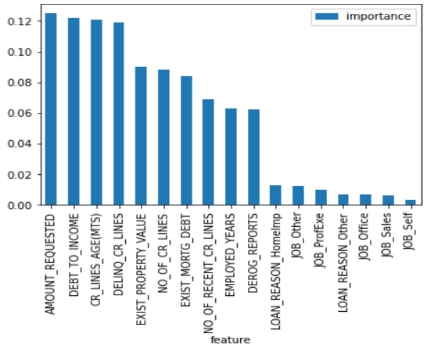 importance
0.12
0.10
0.08
0.06
0.04
0.02
0.00
AMOUNT_REQUESTED
DEBT_TO_INCOME
CR_LINES_AGE(MTS)
DELINQ_CR_LINES
EXIST_PROPERTY_VALUE
NO_OF_CR_LINES
EXIST_MORTG_DEBT
NO_OF_RECENT_CR_LINES
EMPLOYED_YEARS
DEROG_REPORTS
LOAN_REASON_HomeImp
JOB_Other
JOB_ProfExe
LOAN_REASON_Other
JOB_Office
JOB_Sales
JOB_Self
feature